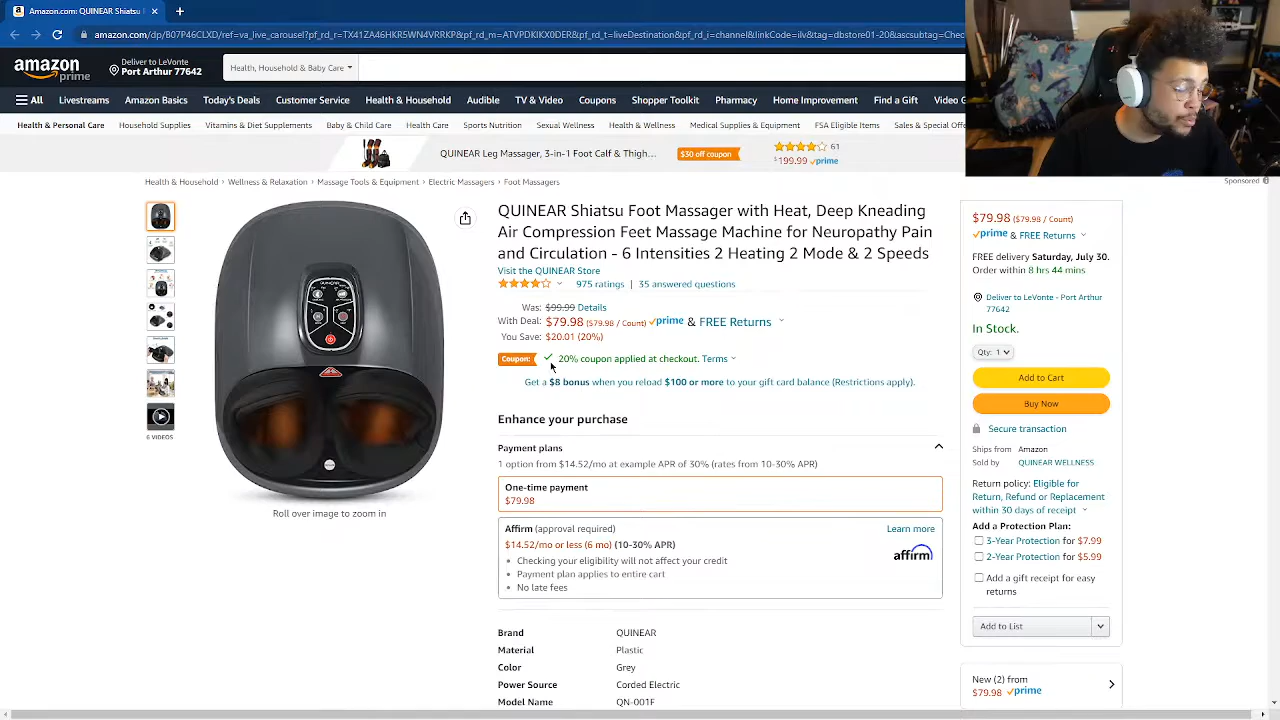 Amazon.com: QUINEAR Shiatsu
amazon.com/dp/B07P46CLXD/ref=va_live_carousel?
amazon prime
Deliver to LeVonte
Port Arthur 77642
Health, Household & Baby Care
All Livestreams Amazon Basics Today's Deals Customer Service Health & Household Audible TV & Video Coupons Shopper Toolkit Pharmacy Home Improvement Find a Gift Video G
Health & Personal Care Household Supplies Vitamins & Diet Supplements Baby & Child Care Health Care Sports Nutrition Sexual Wellness Health & Wellness Medical Supplies & Equipment FSA Eligible Items Sales & Special Offe
QUINEAR Leg Massager, 3-in-1 Foot Calf & Thigh... $30 off coupon 61
$199.99 prime
Sponsored
Health & Household › Wellness & Relaxation › Massage Tools & Equipment › Electric Massagers › Foot Massagers
QUINEAR Shiatsu Foot Massager with Heat, Deep Kneading
Air Compression Feet Massage Machine for Neuropathy Pain
and Circulation - 6 Intensities 2 Heating 2 Mode & 2 Speeds
Visit the QUINEAR Store
975 ratings | 35 answered questions
Was: $99.99 Details
With Deal: $79.98 ($79.98 / Count) prime & FREE Returns
You Save: $20.01 (20%)
Coupon: 20% coupon applied at checkout. Terms
Get a $8 bonus when you reload $100 or more to your gift card balance (Restrictions apply).
6 VIDEOS
Roll over image to zoom in
Enhance your purchase
Payment plans
1 option from $14.52/mo at example APR of 30% (rates from 10-30% APR)
One-time payment
$79.98
Affirm (approval required) Learn more
$14.52/mo or less (6 mo) (10-30% APR)
affirm
• Checking your eligibility will not affect your credit
• Payment plan applies to entire cart
• No late fees
Brand QUINEAR
Material Plastic
Color Grey
Power Source Corded Electric
Model Name QN-001F
$79.98 ($79.98 / Count)
prime & FREE Returns
FREE delivery Saturday, July 30.
Order within 8 hrs 44 mins
Deliver to LeVonte - Port Arthur
77642
In Stock.
Qty: 1
Add to Cart
Buy Now
Secure transaction
Ships from Amazon
Sold by QUINEAR WELLNESS
Return policy: Eligible for
Return, Refund or Replacement
within 30 days of receipt
Add a Protection Plan:
3-Year Protection for $7.99
2-Year Protection for $5.99
Add a gift receipt for easy
returns
Add to List
New (2) from
$79.98 prime